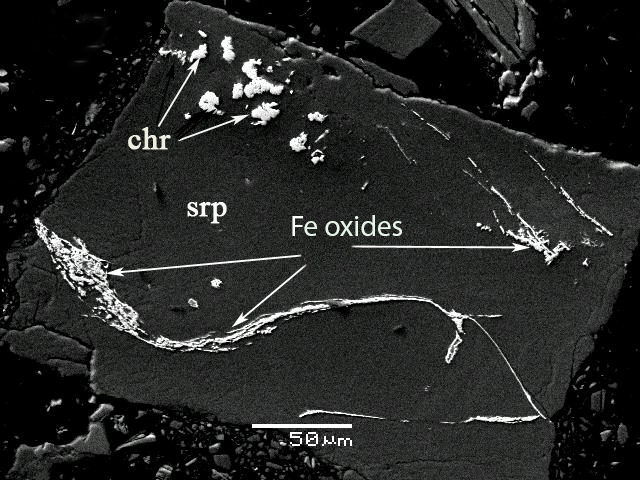 chr
srp
Fe oxides
50μm